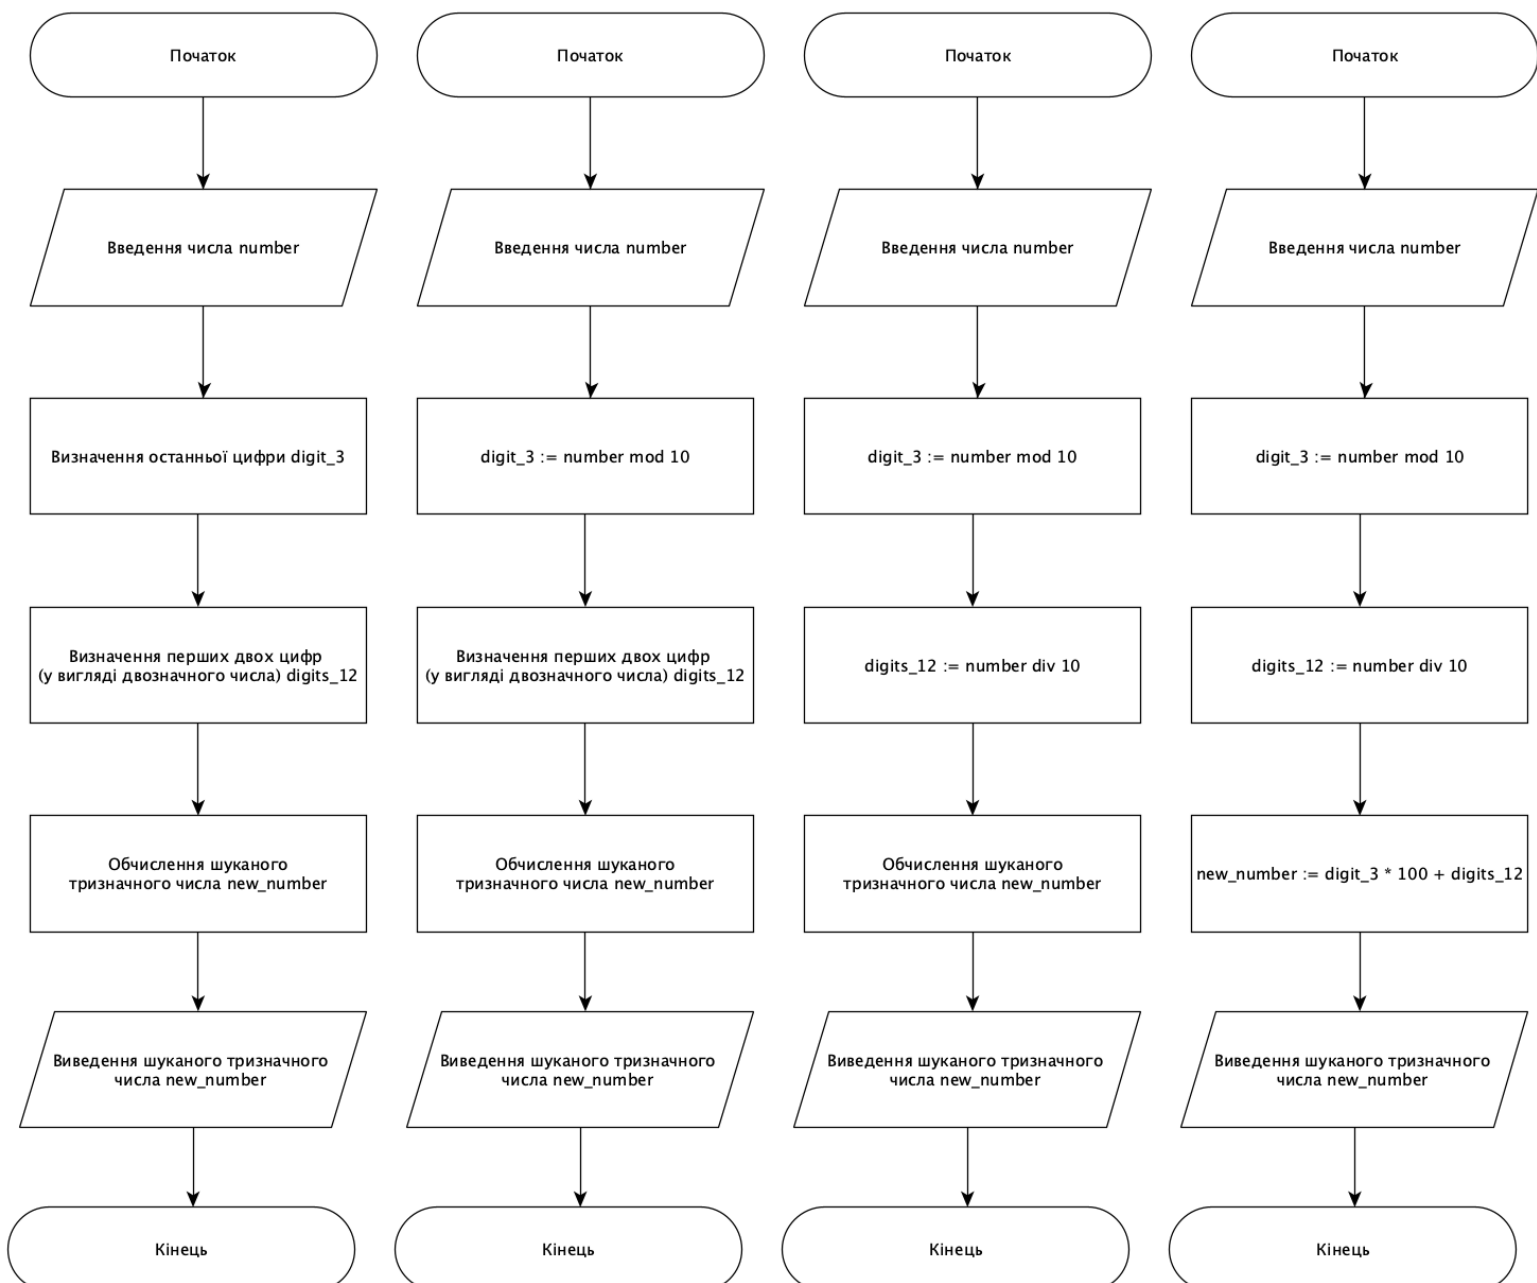 Початок
Введення числа number
Визначення останньої цифри digit_3
Визначення перших двох цифр
(у вигляді двозначного числа) digits_12
Обчислення шуканого
тризначного числа new_number
Виведення шуканого тризначного
числа new_number
Кінець
Початок
Введення числа number
digit_3 := number mod 10
Визначення перших двох цифр
(у вигляді двозначного числа) digits_12
Обчислення шуканого
тризначного числа new_number
Виведення шуканого тризначного
числа new_number
Кінець
Початок
Введення числа number
digit_3 := number mod 10
digits_12 := number div 10
Обчислення шуканого
тризначного числа new_number
Виведення шуканого тризначного
числа new_number
Кінець
Початок
Введення числа number
digit_3 := number mod 10
digits_12 := number div 10
new_number := digit_3 * 100 + digits_12
Виведення шуканого тризначного
числа new_number
Кінець